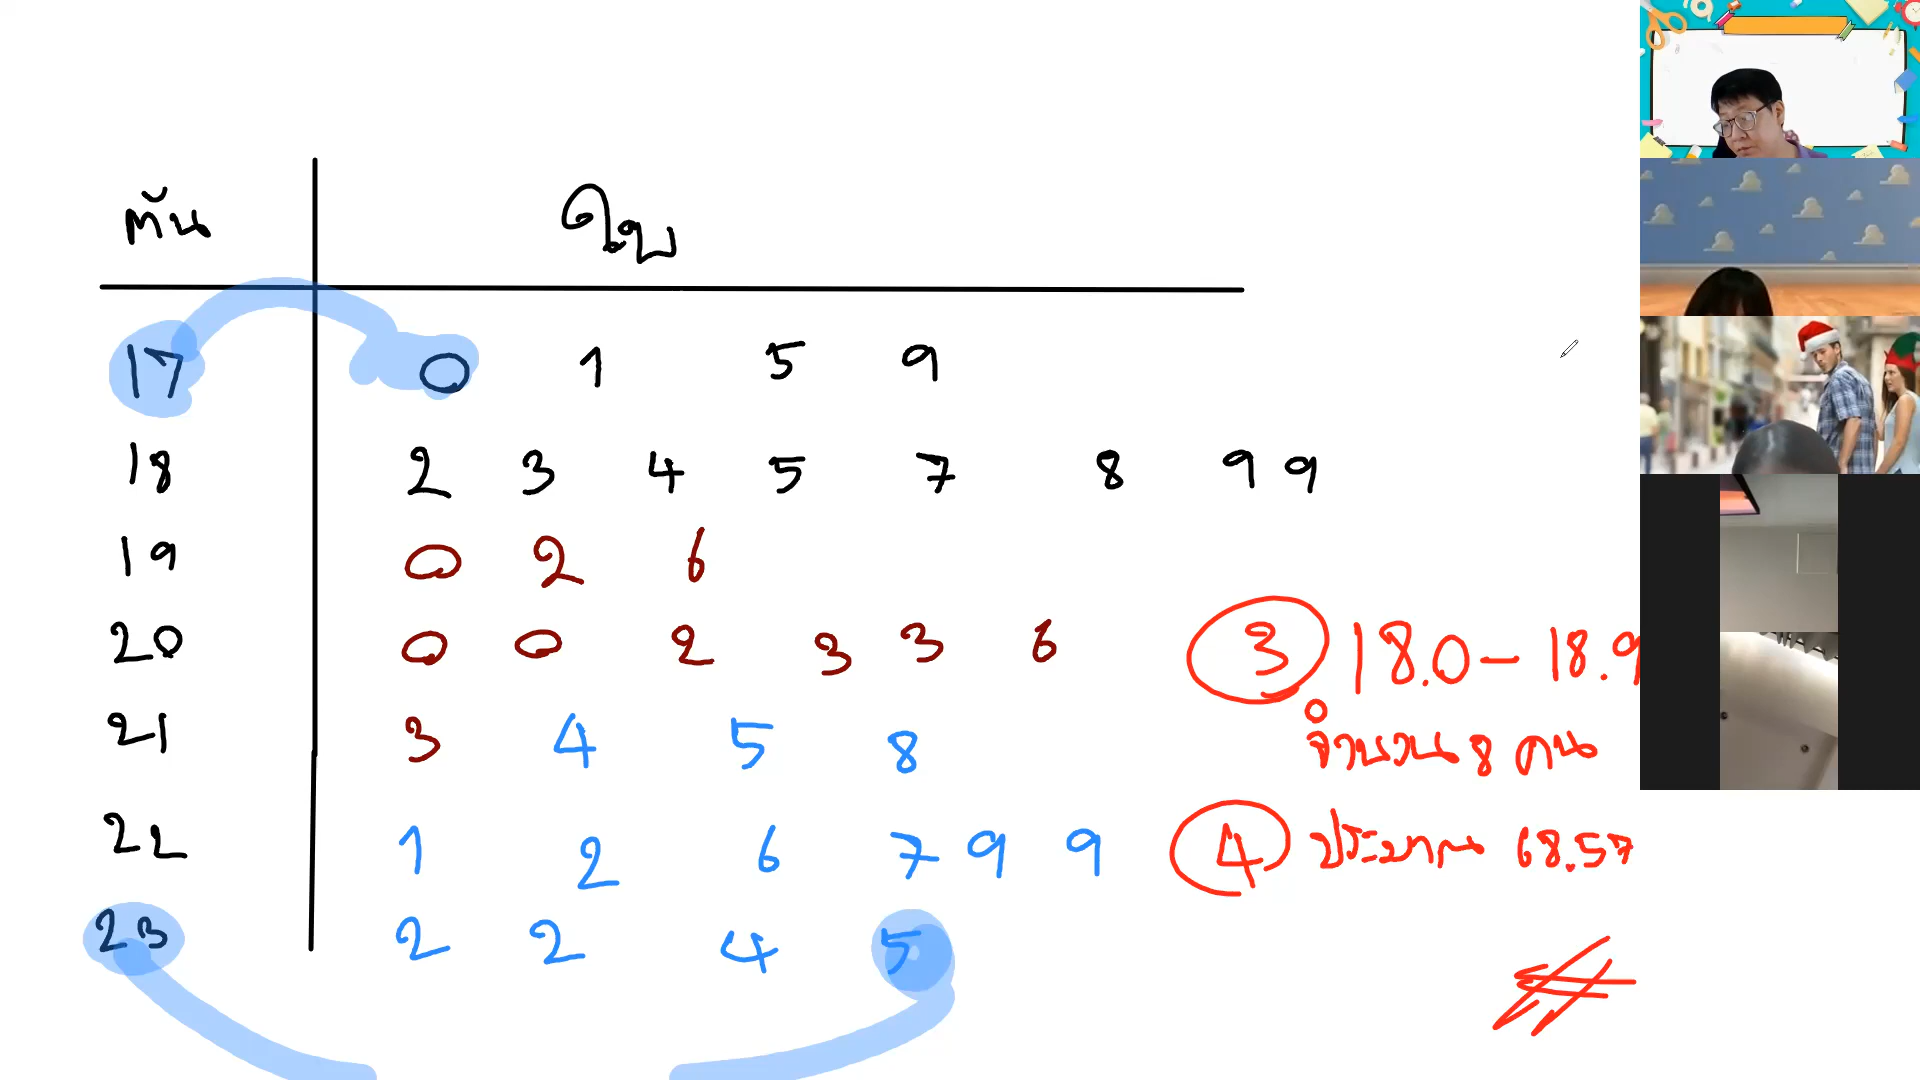 ต้น ใบ
17 0 1 5 9
18 2 3 4 5 7 8 9 9
19 0 2 6
20 0 0 2 3 3 6
21 3 4 5 8
22 1 2 6 7 9 9
23 2 2 4 5
3 18.0 - 18.9
จำนวน 8 คน
4 ประมาณ 68.57